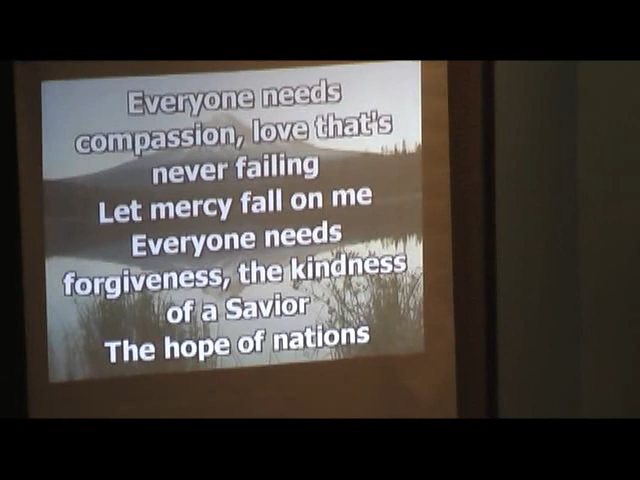 Everyone needs
compassion, love that's
never failing
Let mercy fall on me
Everyone needs
forgiveness, the kindness
of a Savior
The hope of nations